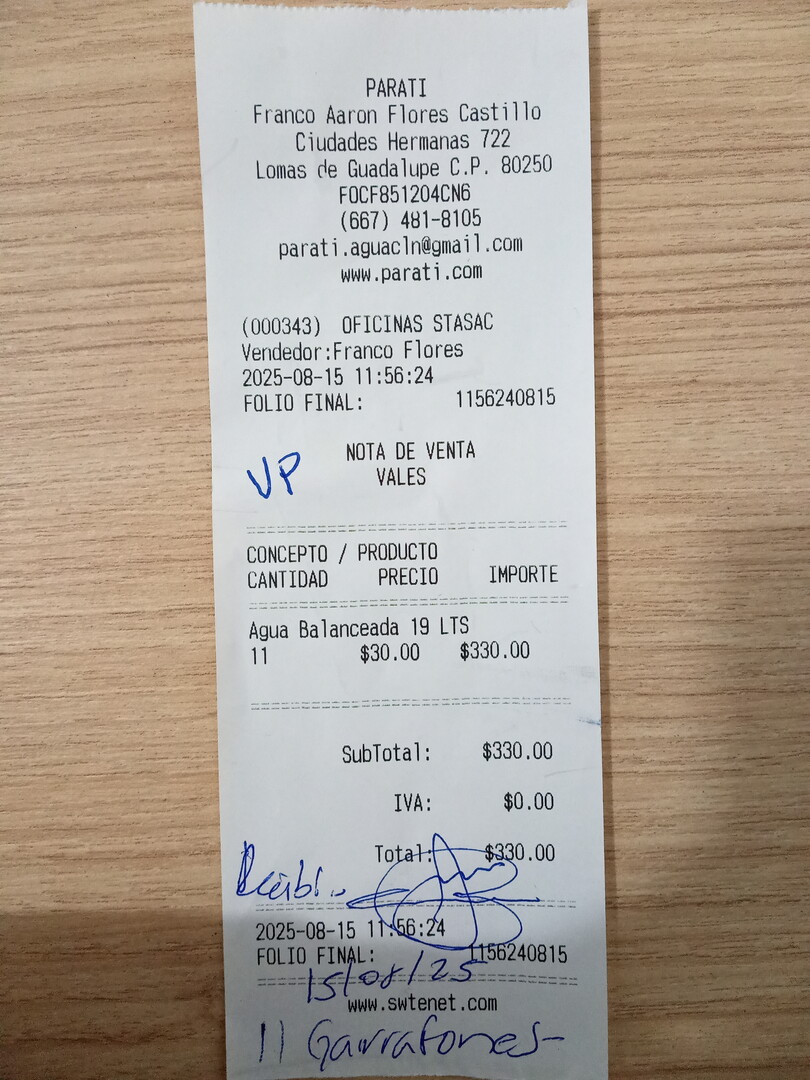 PARATI
Franco Aaron Flores Castillo
Ciudades Hermanas 722
Lomas de Guadalupe C.P. 80250
FOCF851204CN6
(667) 481-8105
parati.aguacln@gmail.com
www.parati.com
(000343) OFICINAS STASAC
Vendedor:Franco Flores
2025-08-15 11:56:24
FOLIO FINAL: 1156240815
NOTA DE VENTA
VP
VALES
CONCEPTO / PRODUCTO
CANTIDAD PRECIO IMPORTE
Agua Balanceada 19 LTS
11 $30.00 $330.00
SubTotal: $330.00
IVA: $0.00
Total: $330.00
Recibí.
2025-08-15 11:56:24
FOLIO FINAL: 1156240815
15/08/25
www.swtenet.com
11 Garrafones-